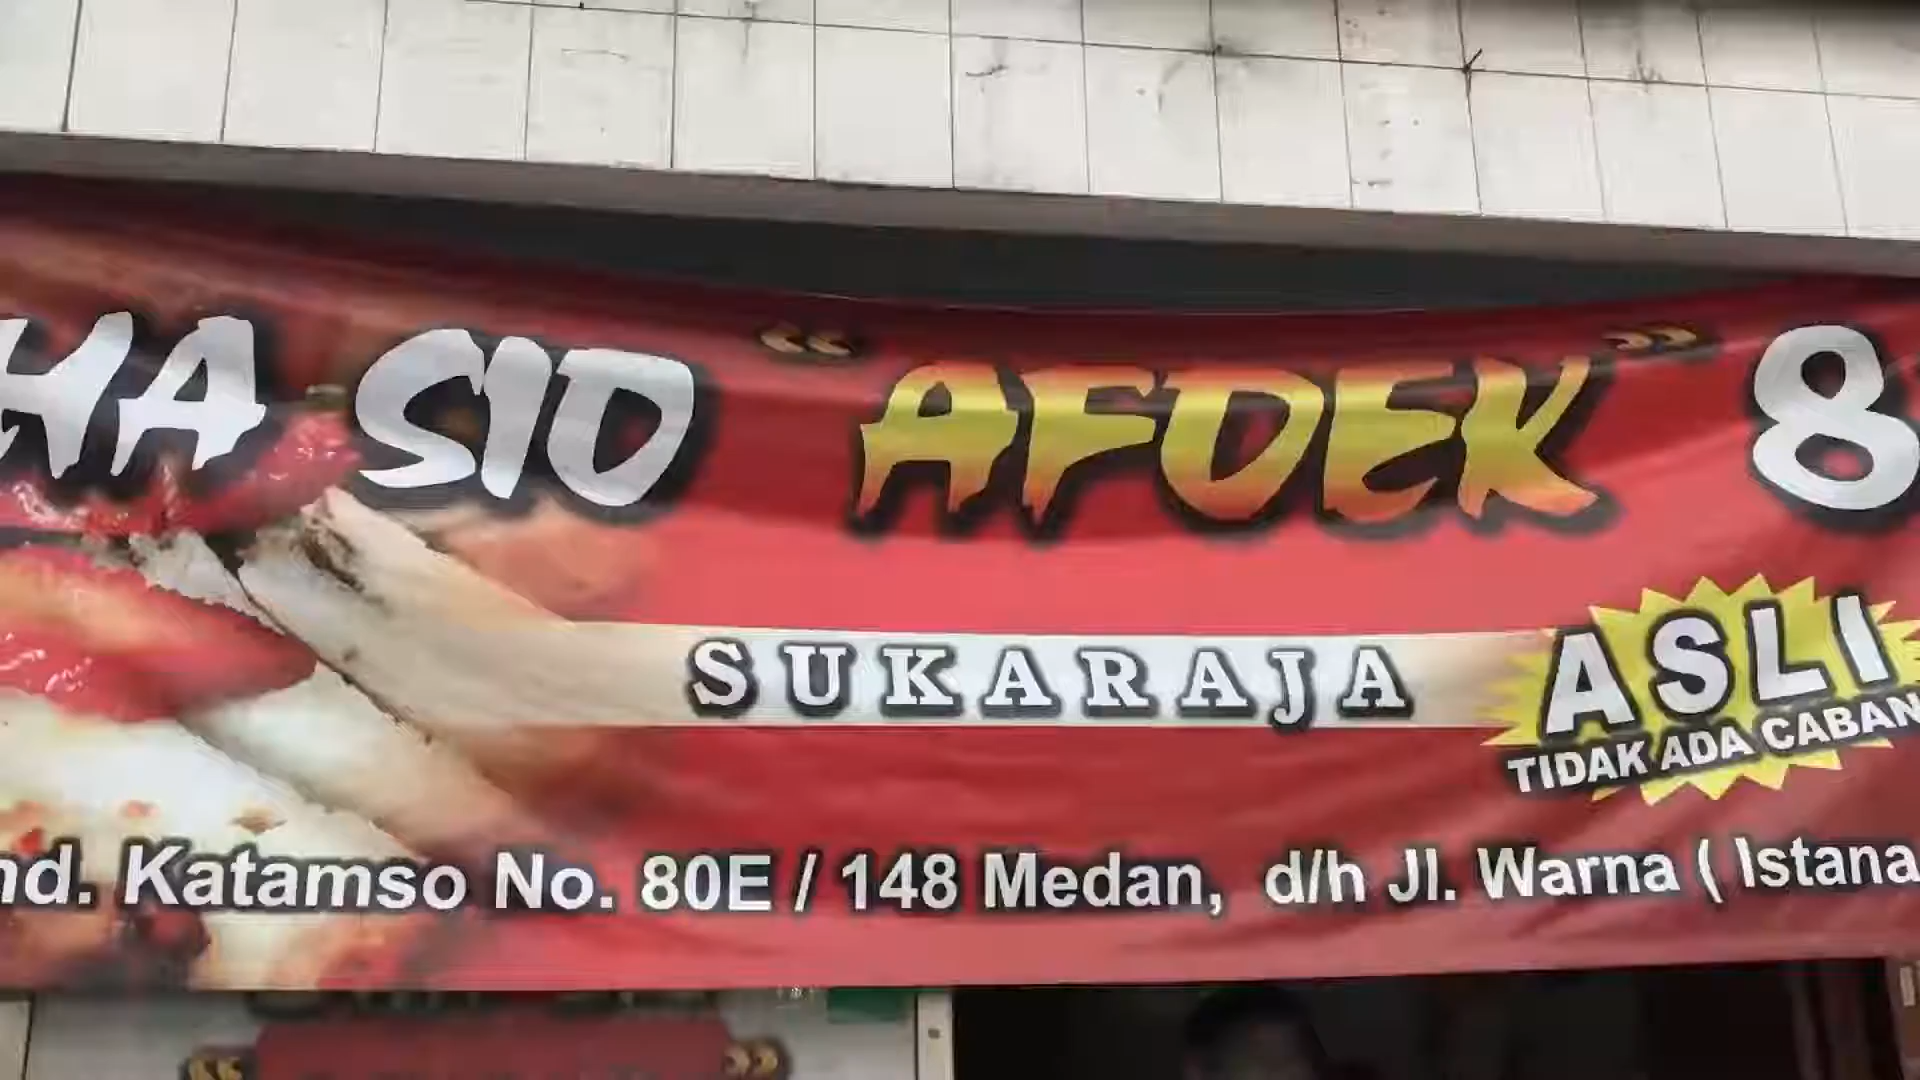 HA SIO “AFOEK” 8
SUKARAJA
ASLI
TIDAK ADA CABAN
nd. Katamso No. 80E / 148 Medan, d/h Jl. Warna ( Istana